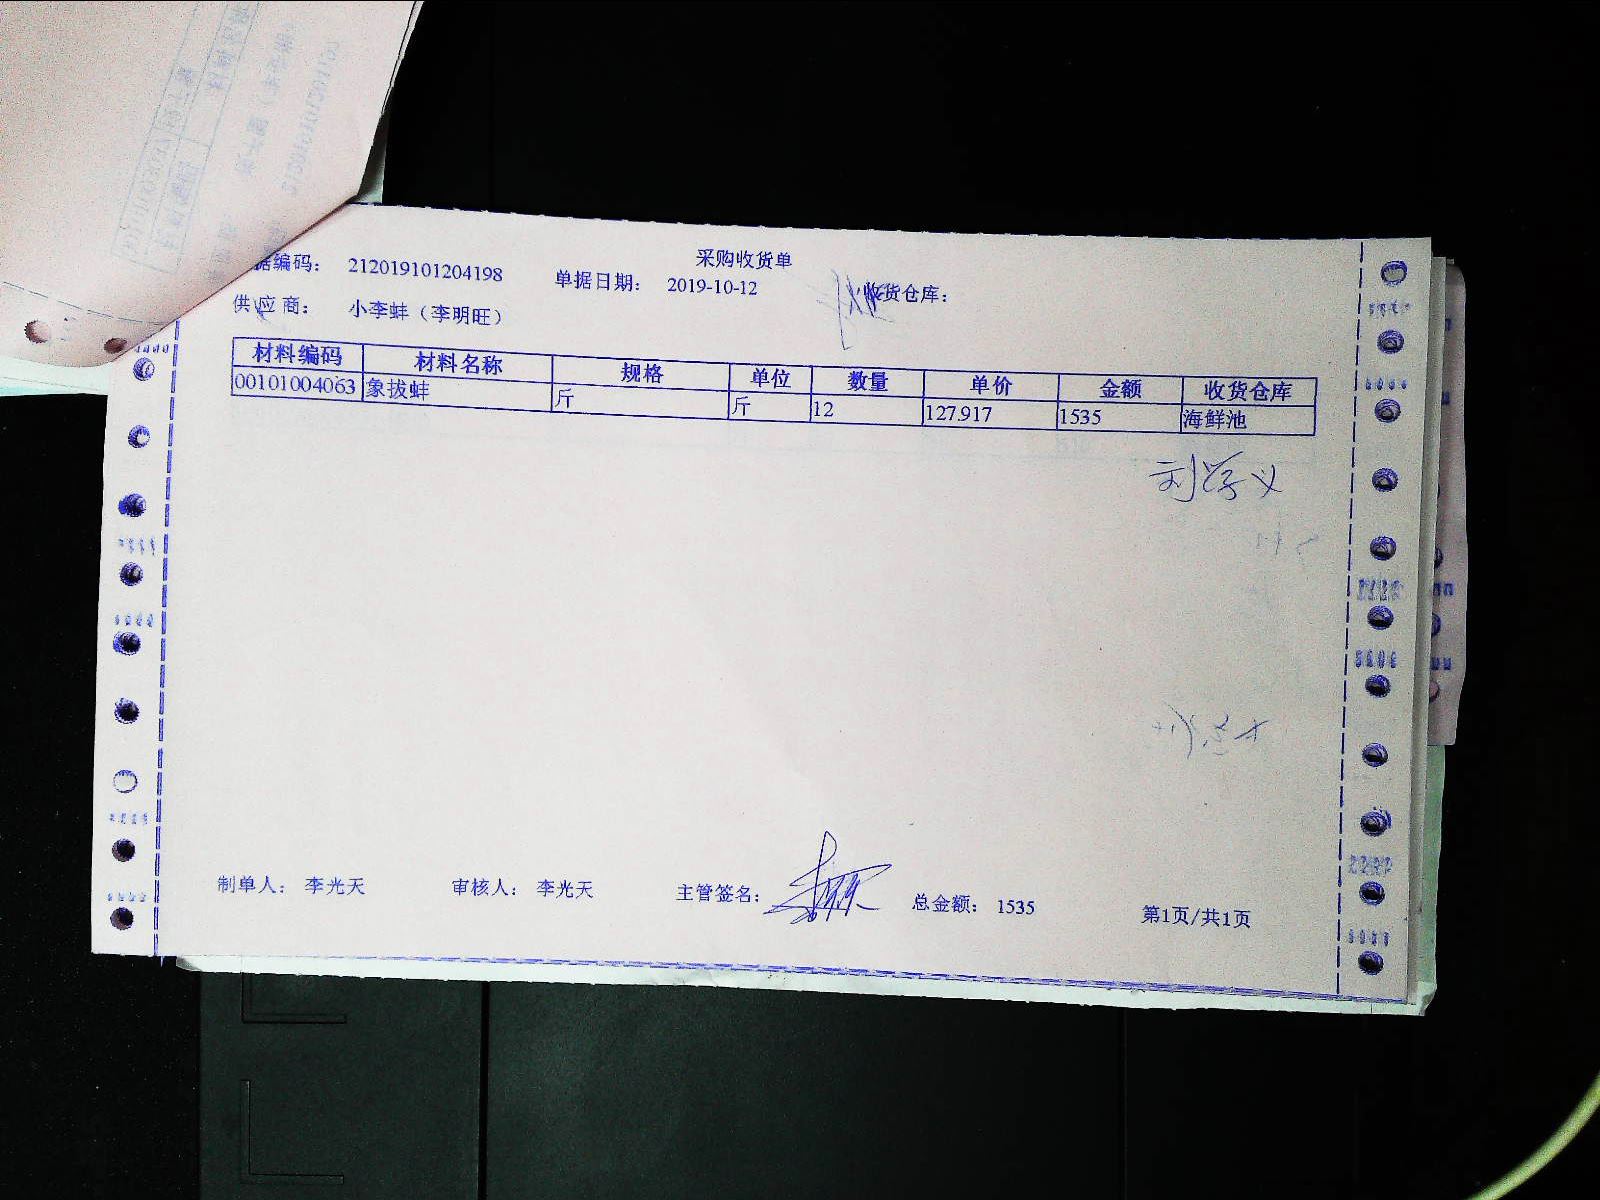 采购收货单
据编码： 212019101204198 单据日期： 2019-10-12 收货仓库：
供应商： 小李蚌（李明旺）
材料编码 材料名称 规格 单位 数量 单价 金额 收货仓库
00101004063 象拔蚌 斤 斤 12 127.917 1535 海鲜池
刘学义
制单人： 李光天 审核人： 李光天 主管签名： 总金额： 1535 第1页/共1页